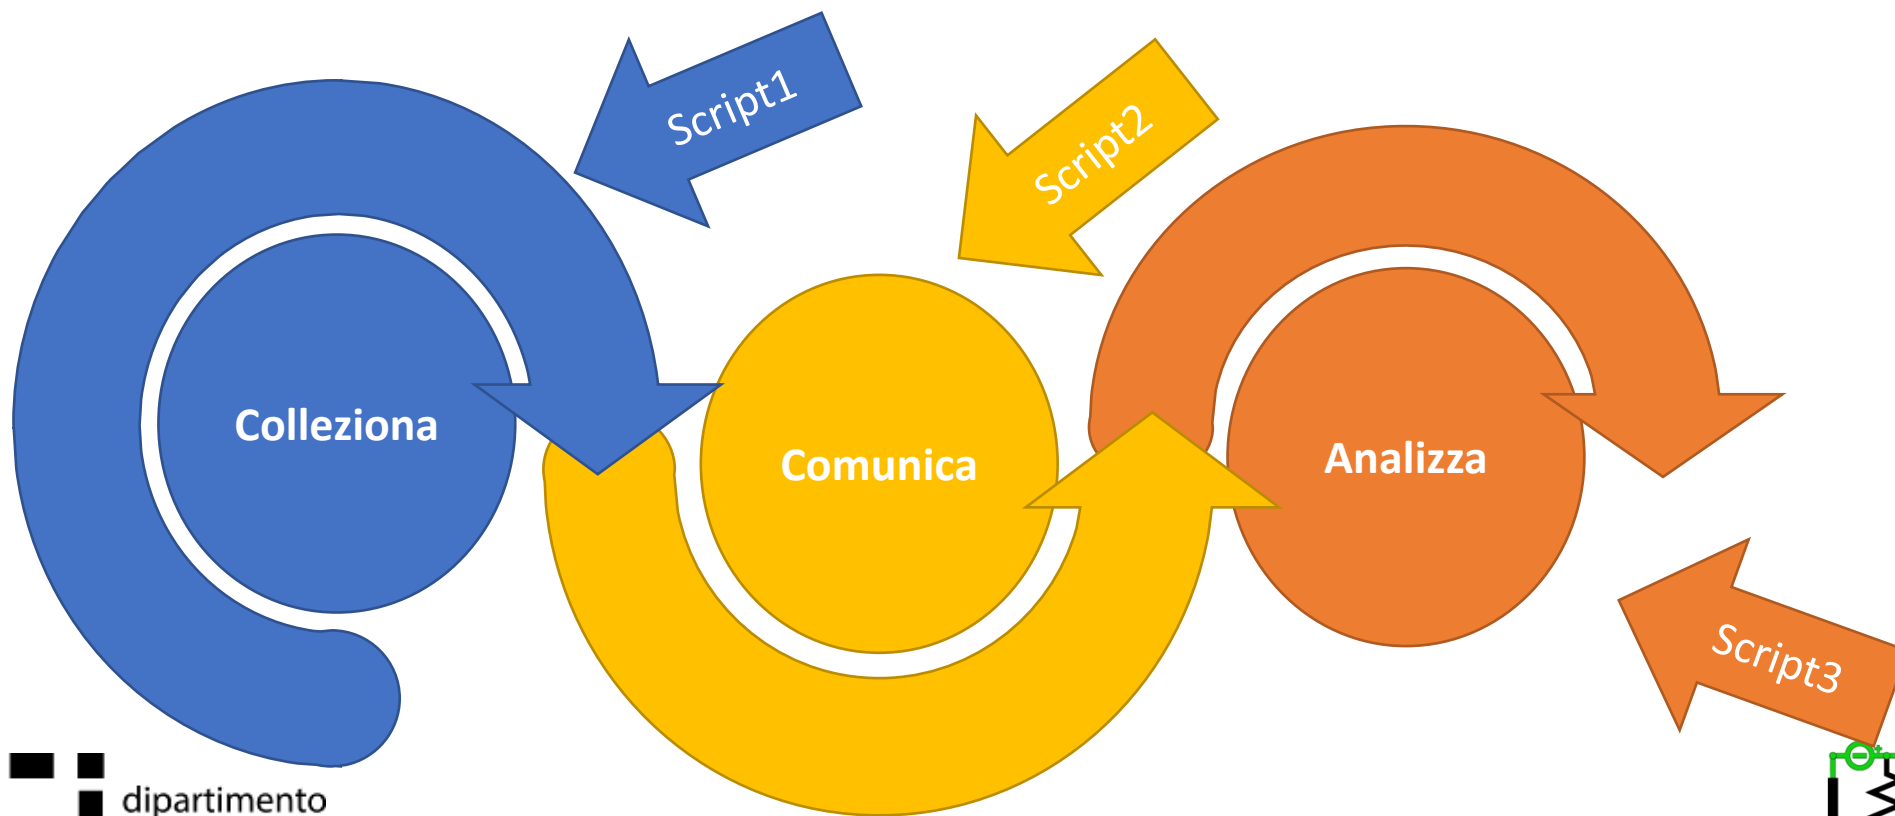 Script1
Script2
Colleziona
Comunica
Analizza
Script3
dipartimento